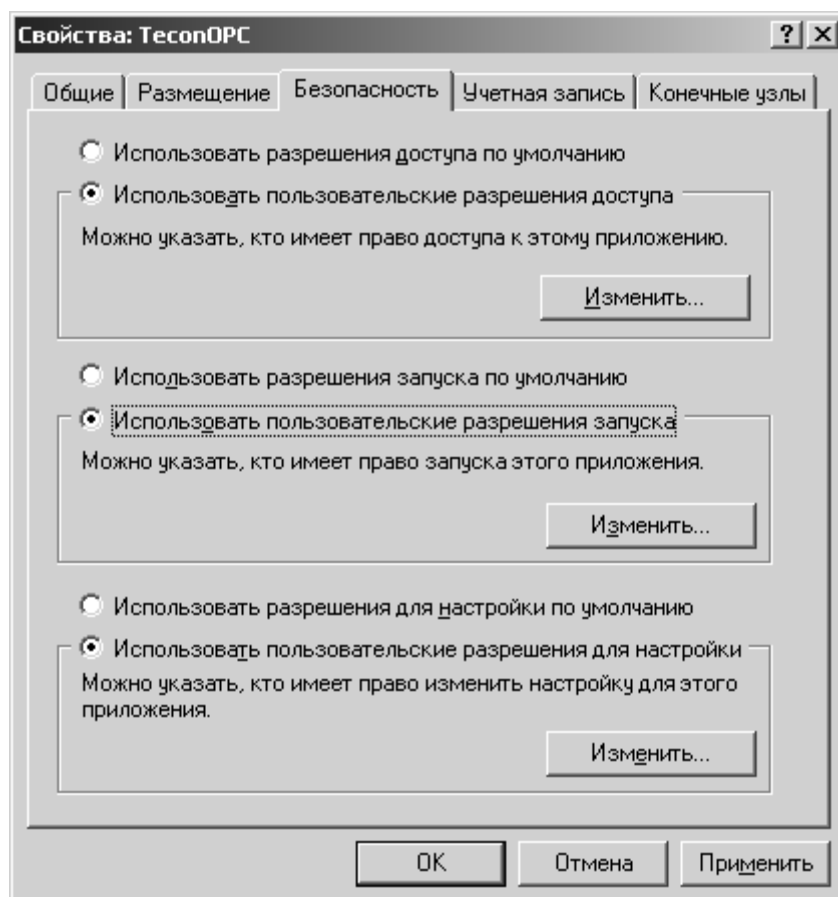 Свойства: TeconOPC
Общие Размещение Безопасность Учетная запись Конечные узлы
Использовать разрешения доступа по умолчанию
Использовать пользовательские разрешения доступа
Можно указать, кто имеет право доступа к этому приложению.
Изменить...
Использовать разрешения запуска по умолчанию
Использовать пользовательские разрешения запуска
Можно указать, кто имеет право запуска этого приложения.
Изменить...
Использовать разрешения для настройки по умолчанию
Использовать пользовательские разрешения для настройки
Можно указать, кто имеет право изменить настройку для этого
приложения.
Изменить...
OK Отмена Применить